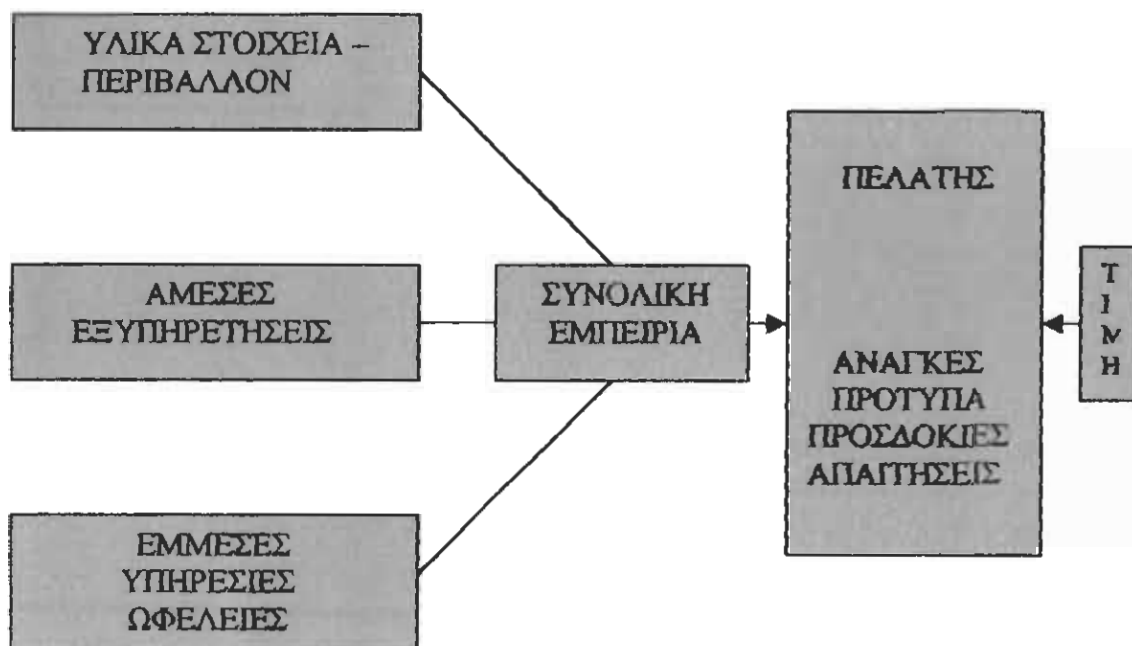 ΥΛΙΚΑ ΣΤΟΙΧΕΙΑ –
ΠΕΡΙΒΑΛΛΟΝ
ΑΜΕΣΕΣ
ΕΞΥΠΗΡΕΤΗΣΕΙΣ
ΕΜΜΕΣΕΣ
ΥΠΗΡΕΣΙΕΣ
ΩΦΕΛΕΙΕΣ
ΣΥΝΟΛΙΚΗ
ΕΜΠΕΙΡΙΑ
ΠΕΛΑΤΗΣ
ΑΝΑΓΚΕΣ
ΠΡΟΤΥΠΑ
ΠΡΟΣΔΟΚΙΕΣ
ΑΠΑΙΤΗΣΕΙΣ
Τ
Ι
Μ
Η